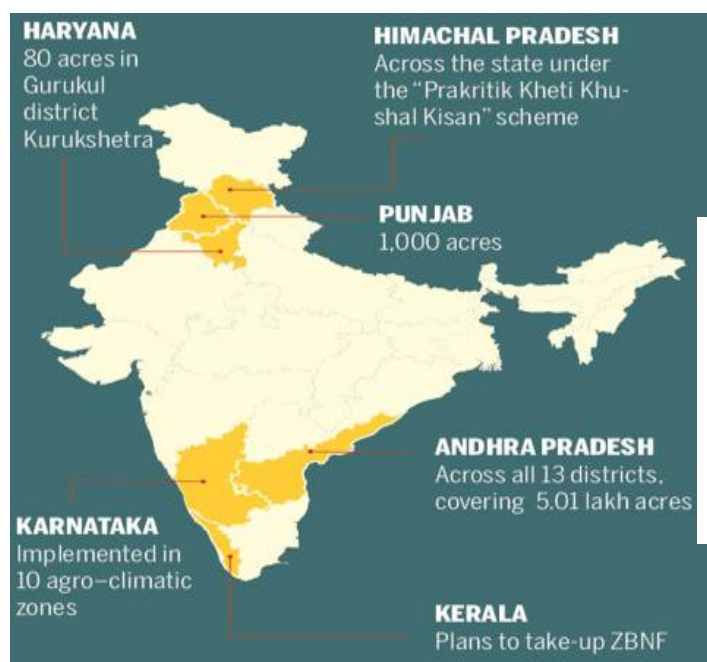 HARYANA
80 acres in
Gurukul
district
Kurukshetra
HIMACHAL PRADESH
Across the state under
the “Prakritik Kheti Khu-
shal Kisan” scheme
PUNJAB
1,000 acres
ANDHRA PRADESH
Across all 13 districts,
covering 5.01 lakh acres
KARNATAKA
Implemented in
10 agro–climatic
zones
KERALA
Plans to take-up ZBNF